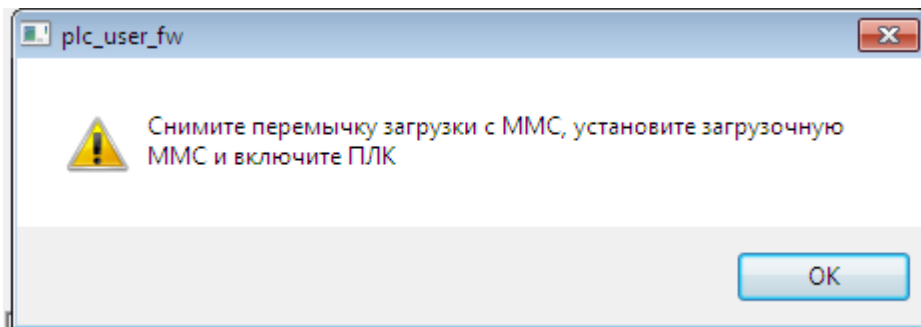 plc_user_fw
Снимите перемычку загрузки с ММС, установите загрузочную
ММС и включите ПЛК
OK